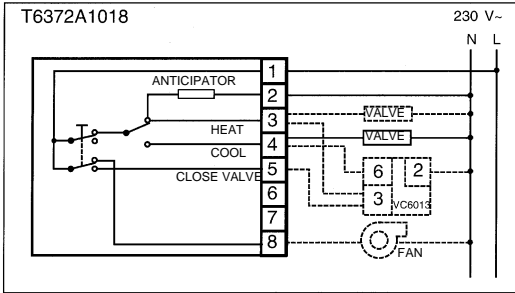 T6372A1018
230 V~
N L
1
ANTICIPATOR
2
VALVE
3
HEAT
VALVE
4
COOL
6 2
5
CLOSE VALVE
3 VC6013
6
7
8
FAN